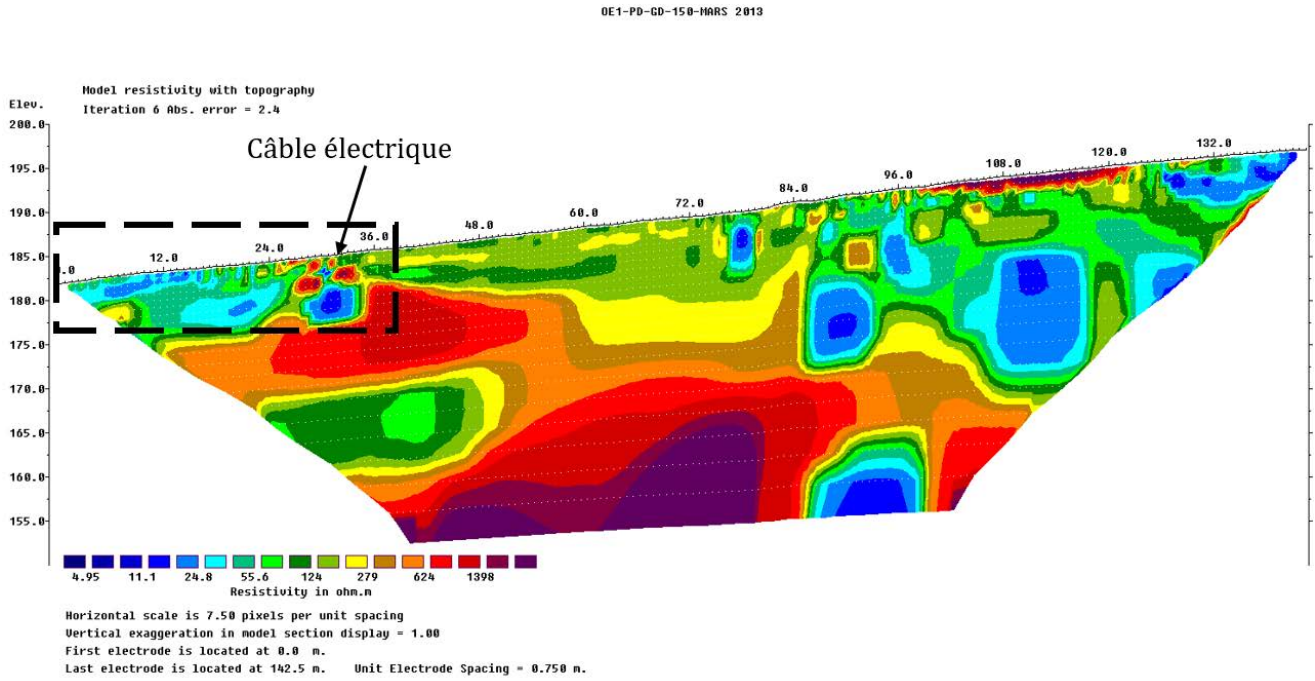 OE1-PD-GD-150-MARS 2013
Model resistivity with topography
Elev.
Iteration 6 Abs. error = 2.4
200.0
Câble électrique
195.0
190.0
185.0
180.0
175.0
170.0
165.0
160.0
155.0
.0 12.0 24.0 36.0 48.0 60.0 72.0 84.0 96.0 108.0 120.0 132.0
4.95 11.1 24.8 55.6 124 279 624 1398
Resistivity in ohm.m
Horizontal scale is 7.50 pixels per unit spacing
Vertical exaggeration in model section display = 1.00
First electrode is located at 0.0 m.
Last electrode is located at 142.5 m. Unit Electrode Spacing = 0.750 m.